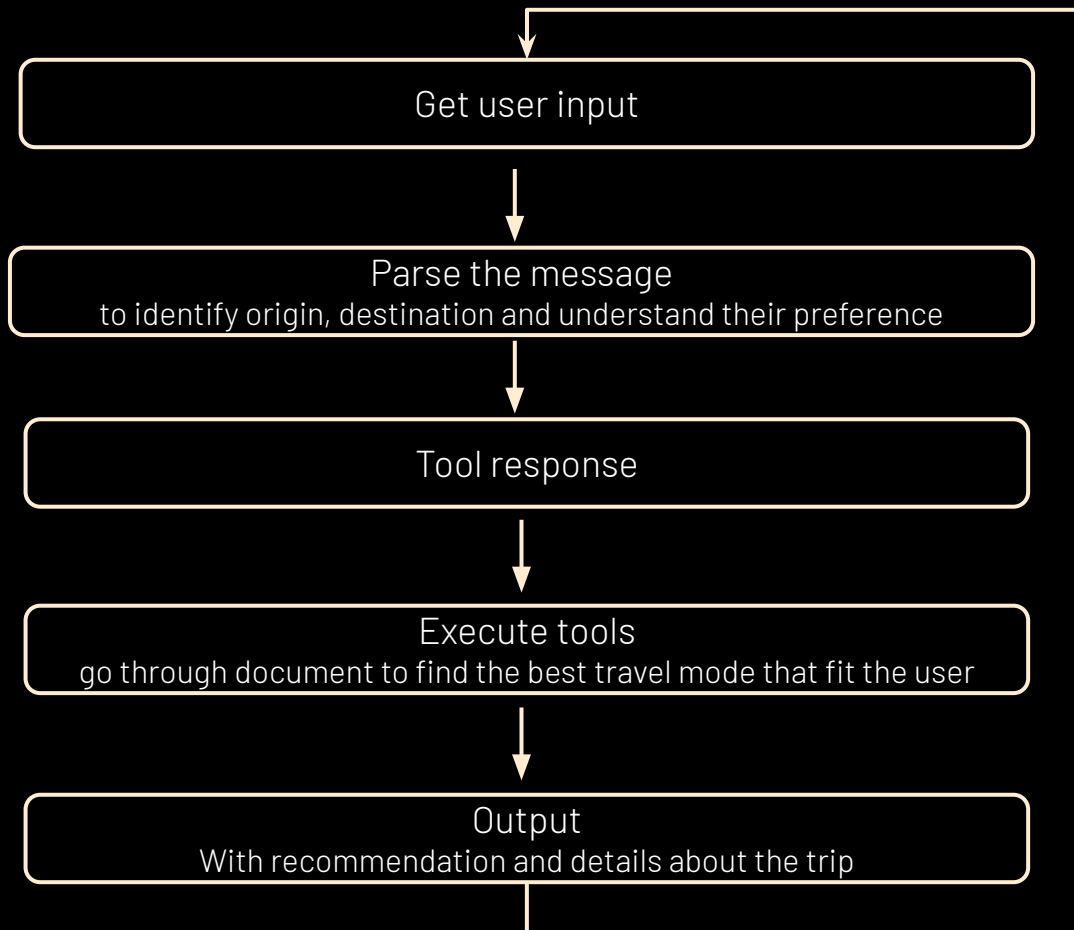 Get user input
Parse the message
to identify origin, destination and understand their preference
Tool response
Execute tools
go through document to find the best travel mode that fit the user
Output
With recommendation and details about the trip